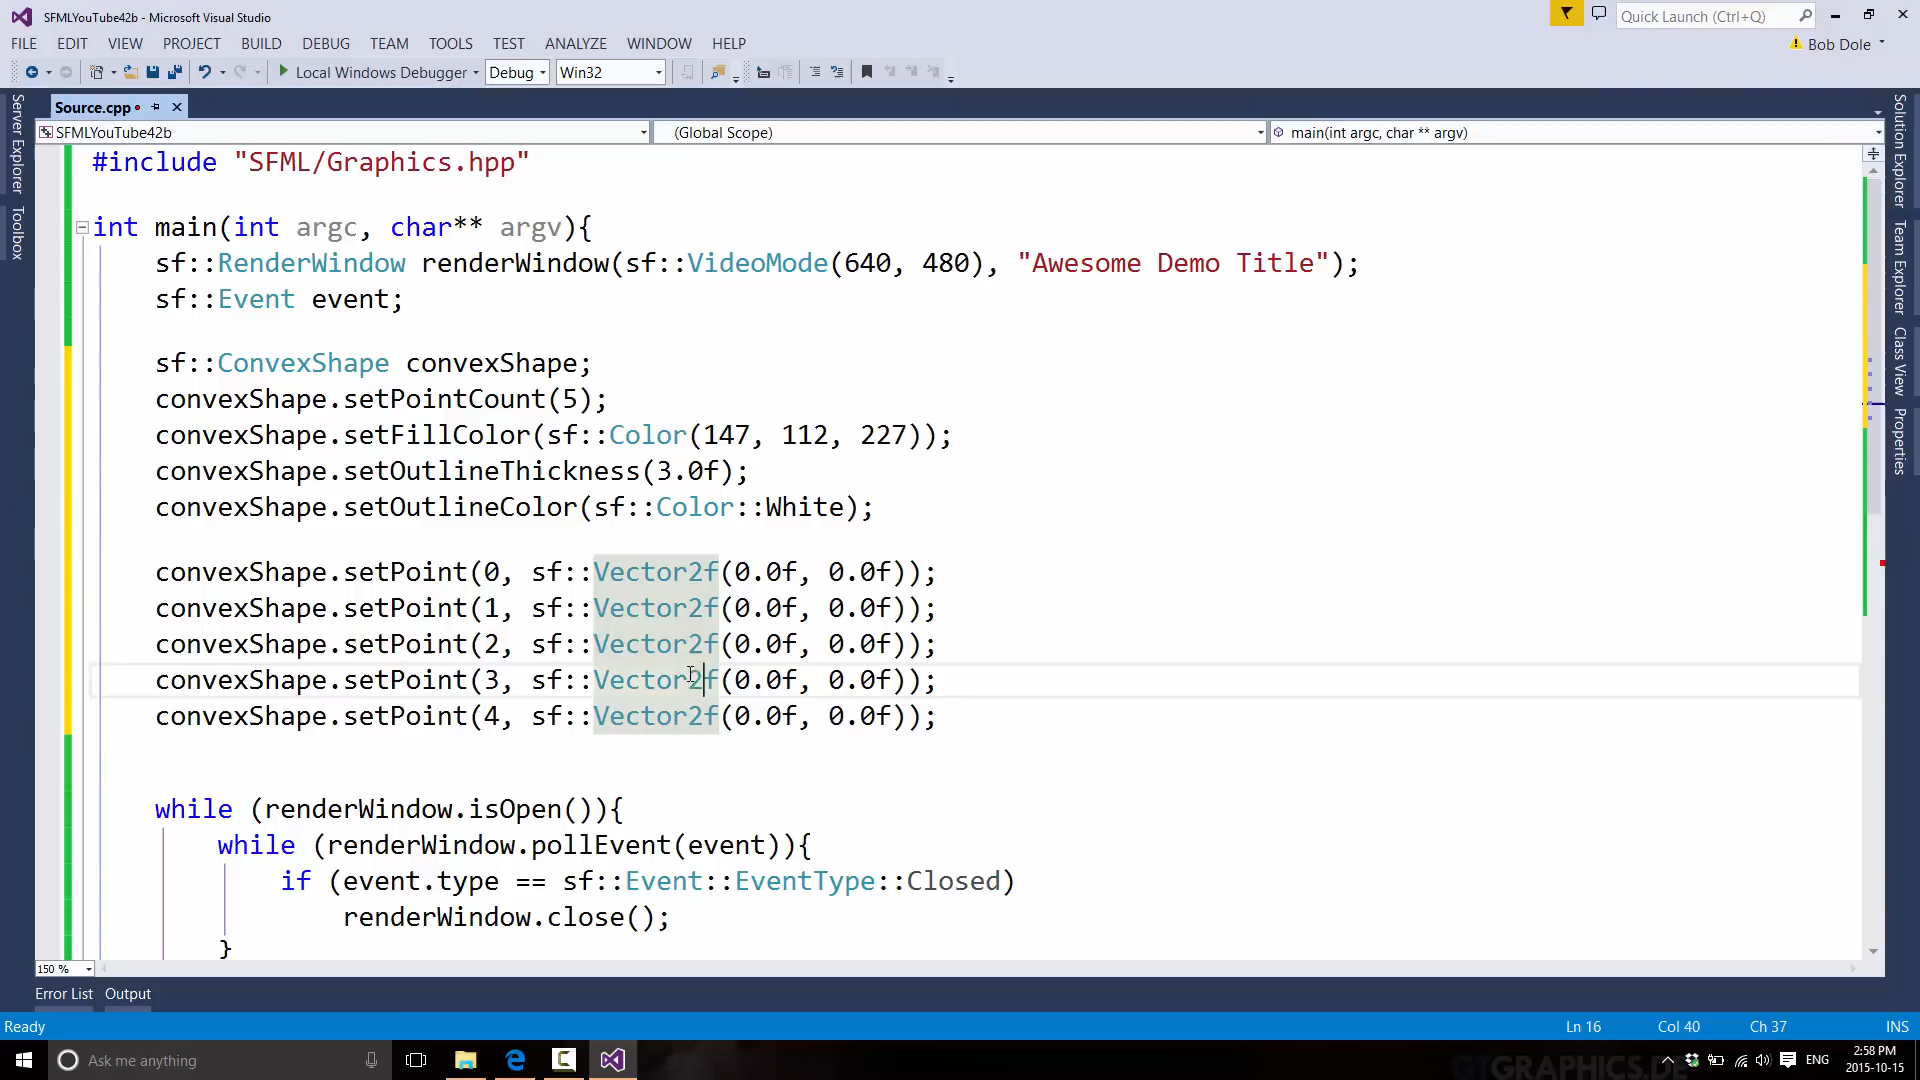 SFMLYouTube42b - Microsoft Visual Studio
Quick Launch (Ctrl+Q)
FILE EDIT VIEW PROJECT BUILD DEBUG TEAM TOOLS TEST ANALYZE WINDOW HELP
Bob Dole
Local Windows Debugger Debug Win32
Source.cpp
SFMLYouTube42b (Global Scope) main(int argc, char ** argv)
Server Explorer
Toolbox
Solution Explorer
Team Explorer
Class View
Properties
#include "SFML/Graphics.hpp"
int main(int argc, char** argv){
sf::RenderWindow renderWindow(sf::VideoMode(640, 480), "Awesome Demo Title");
sf::Event event;
sf::ConvexShape convexShape;
convexShape.setPointCount(5);
convexShape.setFillColor(sf::Color(147, 112, 227));
convexShape.setOutlineThickness(3.0f);
convexShape.setOutlineColor(sf::Color::White);
convexShape.setPoint(0, sf::Vector2f(0.0f, 0.0f));
convexShape.setPoint(1, sf::Vector2f(0.0f, 0.0f));
convexShape.setPoint(2, sf::Vector2f(0.0f, 0.0f));
convexShape.setPoint(3, sf::Vector2f(0.0f, 0.0f));
convexShape.setPoint(4, sf::Vector2f(0.0f, 0.0f));
while (renderWindow.isOpen()){
while (renderWindow.pollEvent(event)){
if (event.type == sf::Event::EventType::Closed)
renderWindow.close();
}
150 %
Error List Output
Ready Ln 16 Col 40 Ch 37 INS
Ask me anything
ENG
2:58 PM
2015-10-15
GTGRAPHICS.DE